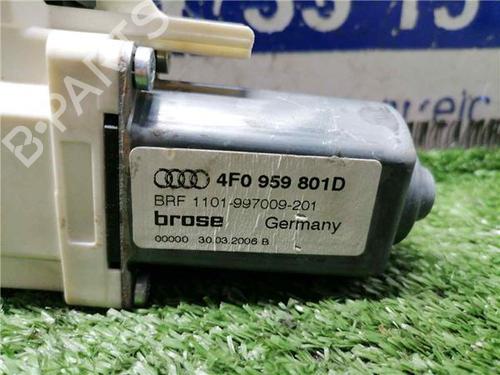 4F0 959 801D
BRF 1101-997009-201
brose Germany
00000 30.03.2006 B
B-PARTS